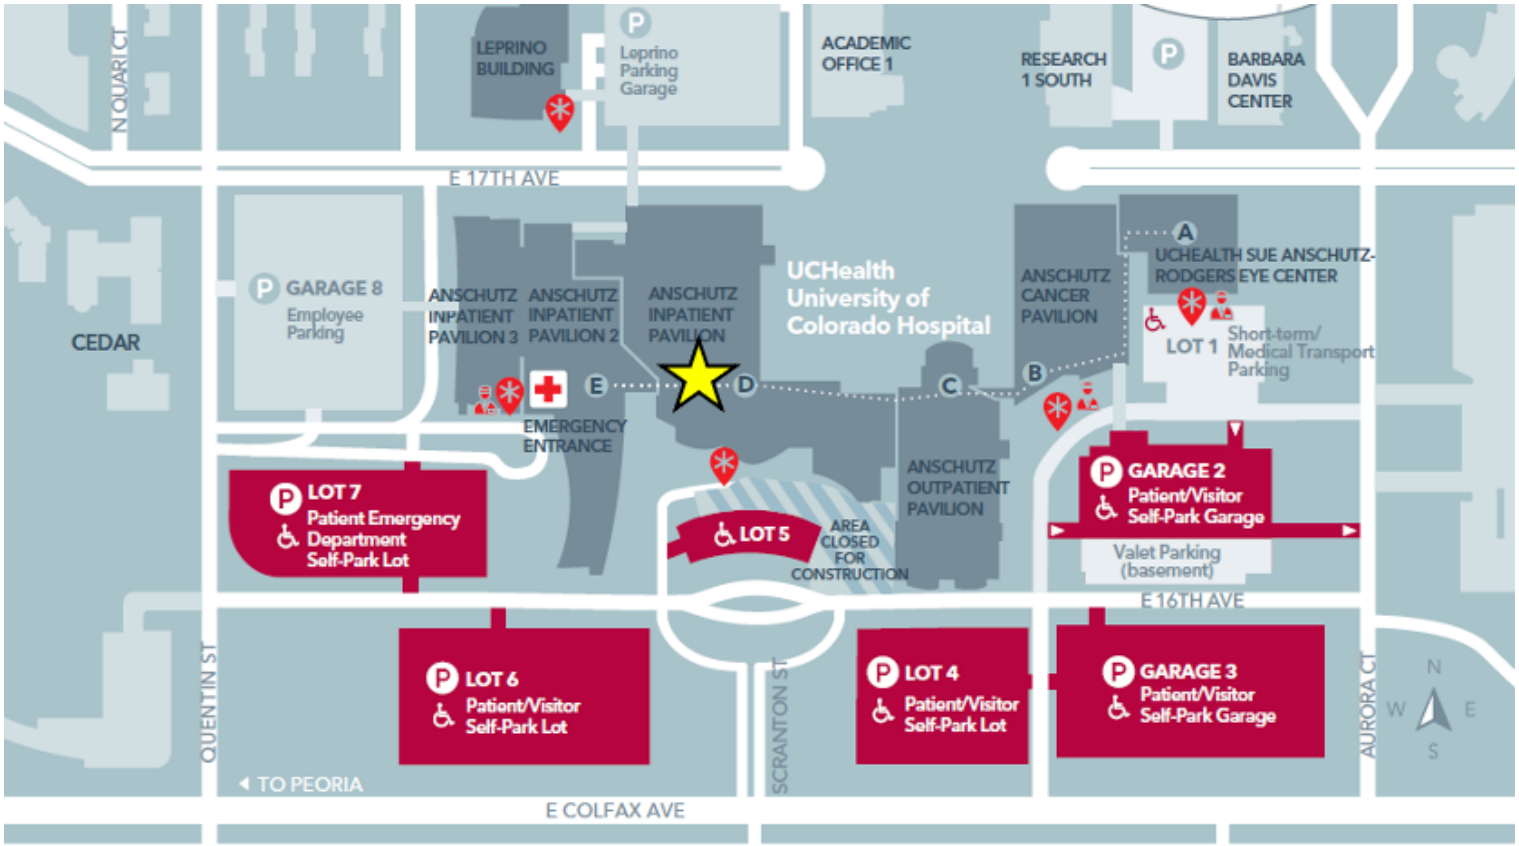 N QUARI CT
LEPRINO
BUILDING
P
Leprino
Parking
Garage
ACADEMIC
OFFICE 1
RESEARCH
1 SOUTH
P
BARBARA
DAVIS
CENTER
E 17TH AVE
A
UCHEALTH SUE ANSCHUTZ-
RODGERS EYE CENTER
UCHealth
University of
Colorado Hospital
ANSCHUTZ
CANCER
PAVILION
P GARAGE 8
Employee
Parking
ANSCHUTZ
INPATIENT
PAVILION 3
ANSCHUTZ
INPATIENT
PAVILION 2
ANSCHUTZ
INPATIENT
PAVILION
CEDAR
LOT 1
Short-term/
Medical Transport
Parking
E
D
C
B
EMERGENCY
ENTRANCE
ANSCHUTZ
OUTPATIENT
PAVILION
P GARAGE 2
Patient/Visitor
Self-Park Garage
P LOT 7
Patient Emergency
Department
Self-Park Lot
LOT 5
AREA
CLOSED
FOR
CONSTRUCTION
Valet Parking
(basement)
E 16TH AVE
QUENTIN ST
P LOT 6
Patient/Visitor
Self-Park Lot
SCRANTON ST
P LOT 4
Patient/Visitor
Self-Park Lot
P GARAGE 3
Patient/Visitor
Self-Park Garage
AURORA CT
N
W
E
S
TO PEORIA
E COLFAX AVE